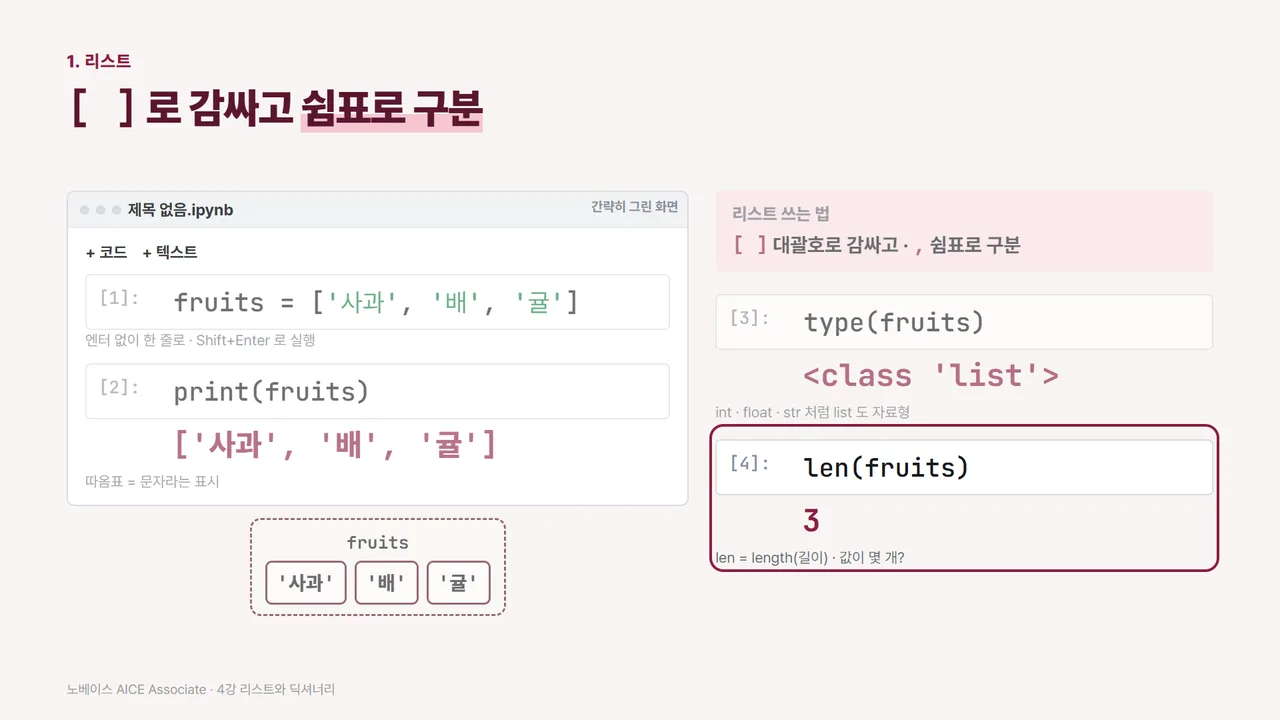 1. 리스트
[ ] 로 감싸고 쉼표로 구분
제목 없음.ipynb
간략히 그린 화면
+ 코드 + 텍스트
[1]: fruits = ['사과', '배', '귤']
엔터 없이 한 줄로 · Shift+Enter 로 실행
[2]: print(fruits)
['사과', '배', '귤']
따옴표 = 문자라는 표시
fruits
'사과' '배' '귤'
리스트 쓰는 법
[ ] 대괄호로 감싸고 · , 쉼표로 구분
[3]: type(fruits)
<class 'list'>
int · float · str 처럼 list 도 자료형
[4]: len(fruits)
3
len = length(길이) · 값이 몇 개?
노베이스 AICE Associate · 4강 리스트와 딕셔너리